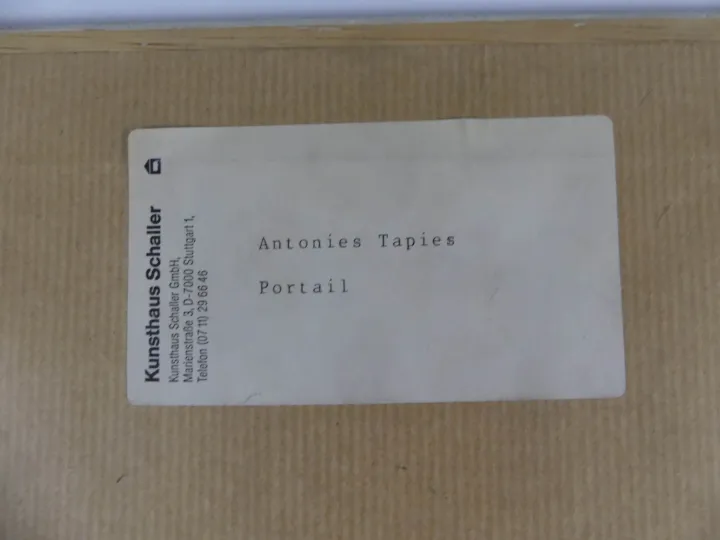 Kunsthaus Schaller
Kunsthaus Schaller GmbH,
Marienstraße 3, D-7000 Stuttgart 1,
Telefon (07 11) 29 66 46
Antonies Tapies
Portail